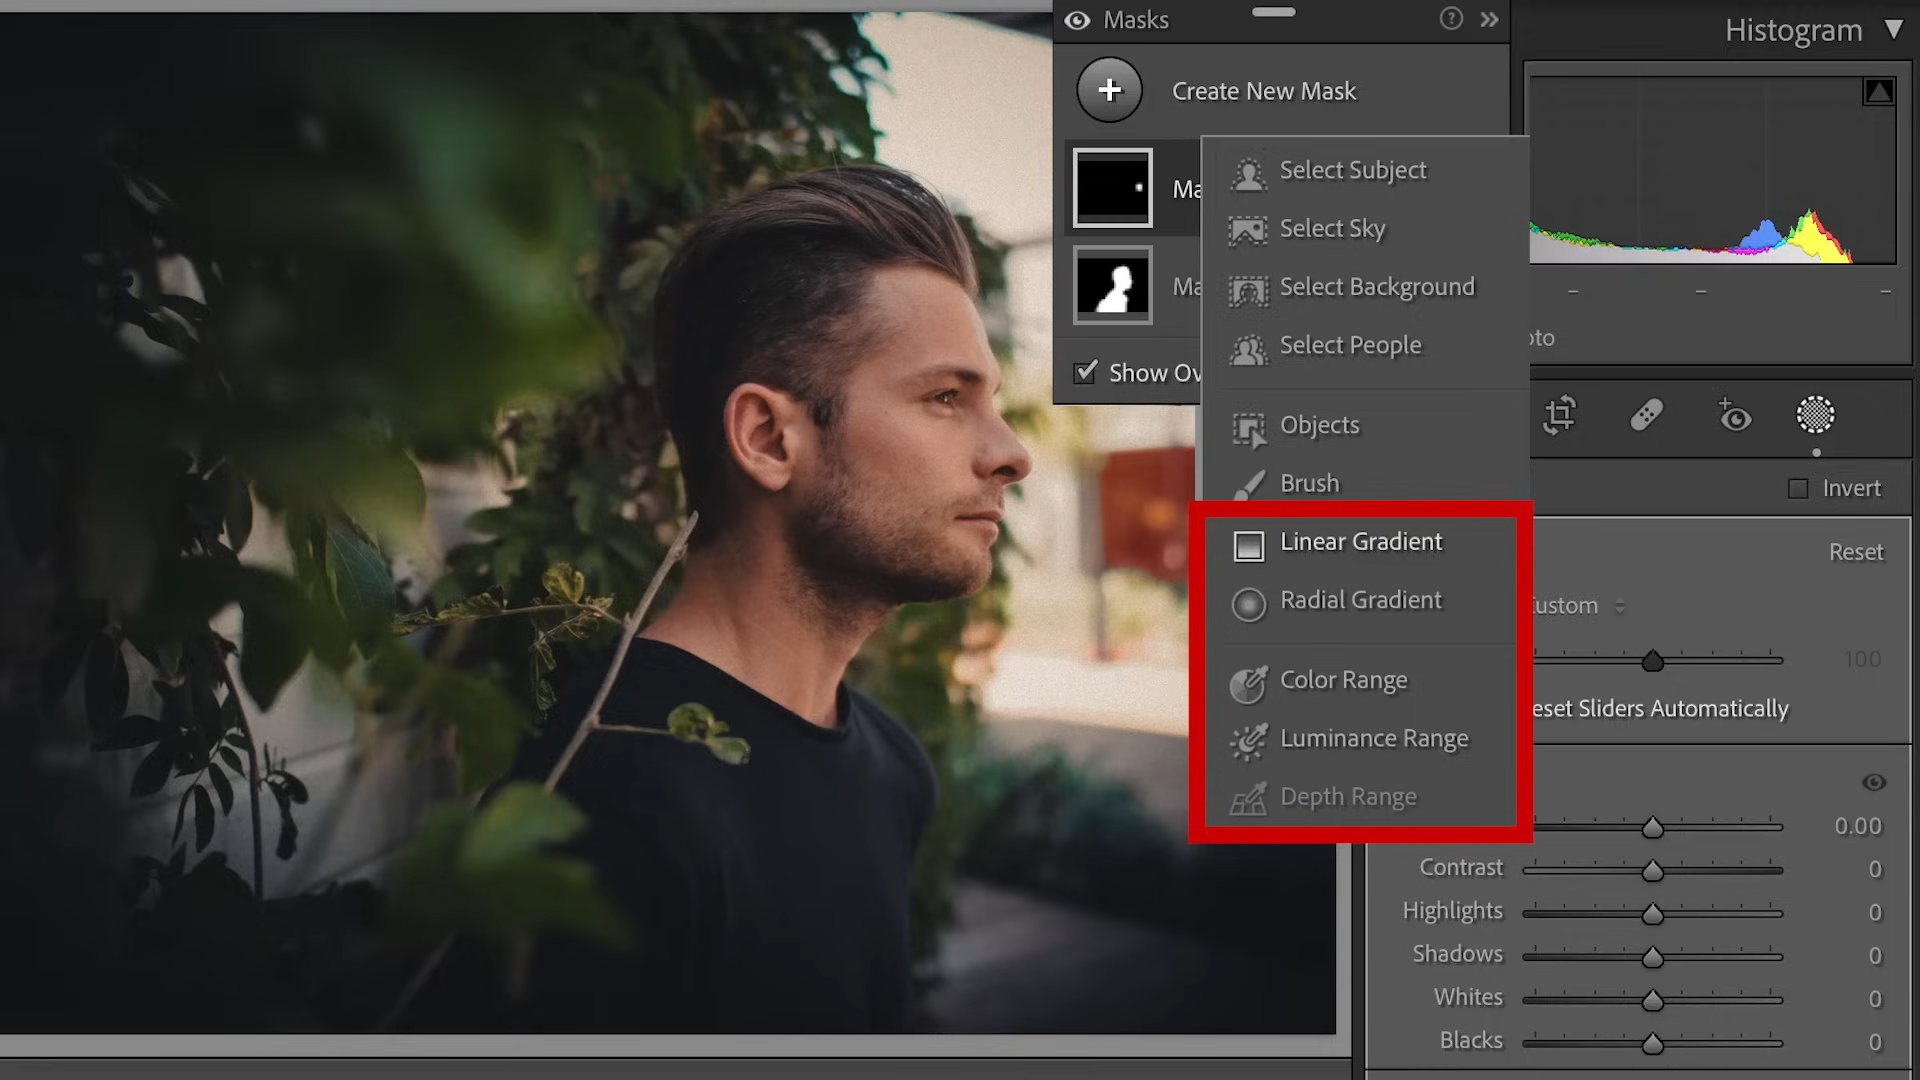 Masks
Histogram
Create New Mask
Ma
Ma
Show Ov
Select Subject
Select Sky
Select Background
Select People
Objects
Brush
Linear Gradient
Radial Gradient
Color Range
Luminance Range
Depth Range
oto
Invert
Reset
Custom
100
eset Sliders Automatically
0.00
Contrast 0
Highlights 0
Shadows 0
Whites 0
Blacks 0